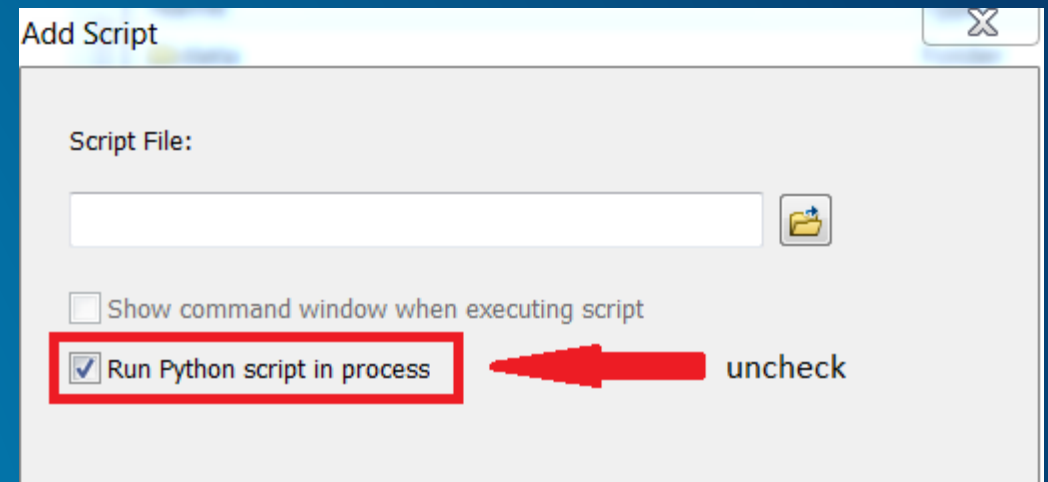 Add Script
Script File:
Show command window when executing script
Run Python script in process
uncheck